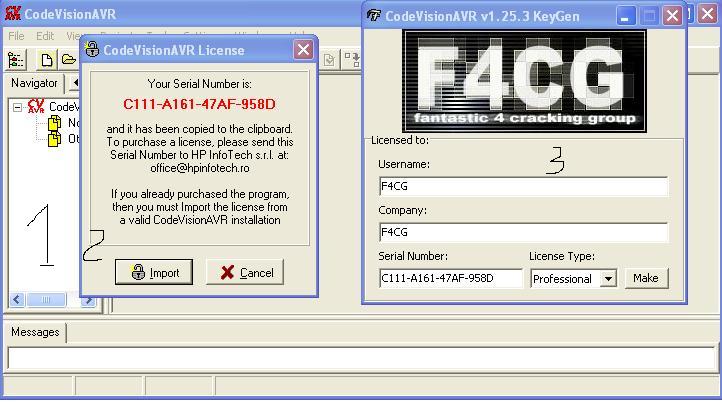 CodeVisionAVR
File Edit
CodeVisionAVR License
Navigator
CodeV
No
Ot
Your Serial Number is:
C111-A161-47AF-958D
and it has been copied to the clipboard.
To purchase a license, please send this
Serial Number to HP InfoTech s.r.l. at:
office@hpinfotech.ro
If you already purchased the program,
then you must Import the license from
a valid CodeVisionAVR installation
Import Cancel
1
2
CodeVisionAVR v1.25.3 KeyGen
F4CG
fantastic 4 cracking group
Licensed to:
3
Username:
F4CG
Company:
F4CG
Serial Number: License Type:
C111-A161-47AF-958D Professional Make
Messages